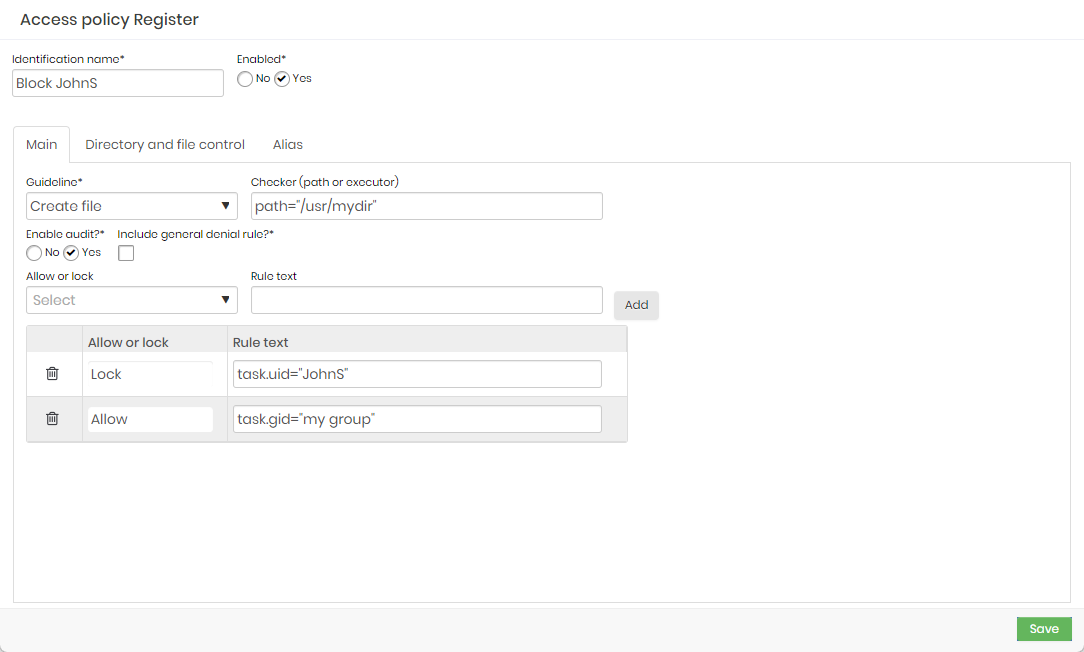 Access policy Register
Identification name* Enabled*
Block JohnS No Yes
Main Directory and file control Alias
Guideline* Checker (path or executor)
Create file path="/usr/mydir"
Enable audit?* Include general denial rule?*
No Yes
Allow or lock Rule text
Select Add
Allow or lock Rule text
Lock task.uid="JohnS"
Allow task.gid="my group"
Save